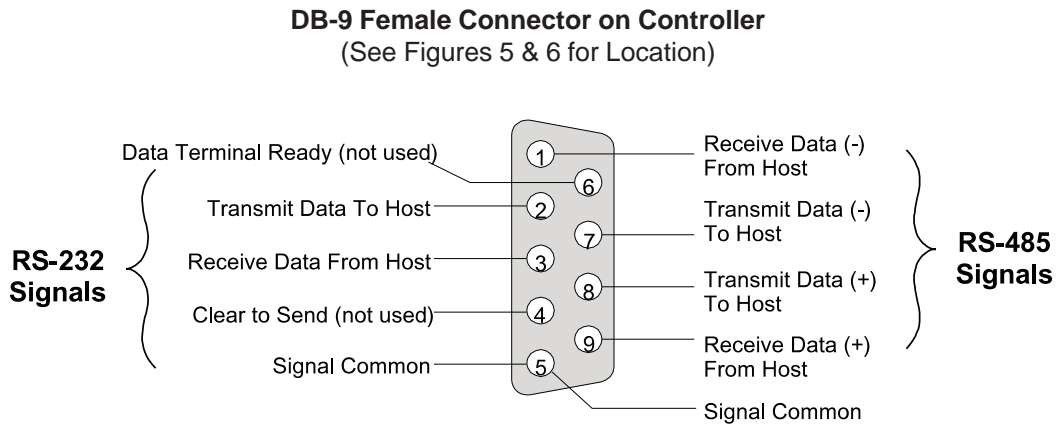 DB-9 Female Connector on Controller
(See Figures 5 & 6 for Location)
Data Terminal Ready (not used)
Transmit Data To Host
Receive Data From Host
Clear to Send (not used)
Signal Common
RS-232
Signals
1
6
2
7
3
8
4
9
5
Receive Data (-)
From Host
Transmit Data (-)
To Host
Transmit Data (+)
To Host
Receive Data (+)
From Host
Signal Common
RS-485
Signals